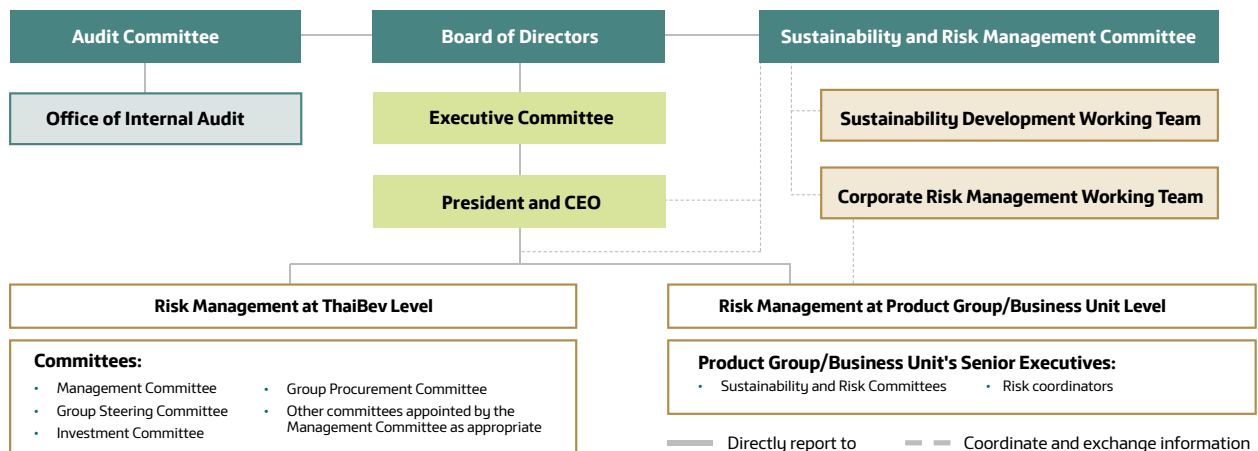 Audit Committee
Board of Directors
Sustainability and Risk Management Committee
Office of Internal Audit
Executive Committee
Sustainability Development Working Team
President and CEO
Corporate Risk Management Working Team
Risk Management at ThaiBev Level
Risk Management at Product Group/Business Unit Level
Committees:
• Management Committee
• Group Steering Committee
• Investment Committee
• Group Procurement Committee
• Other committees appointed by the
Management Committee as appropriate
Product Group/Business Unit's Senior Executives:
• Sustainability and Risk Committees
• Risk coordinators
Directly report to
Coordinate and exchange information